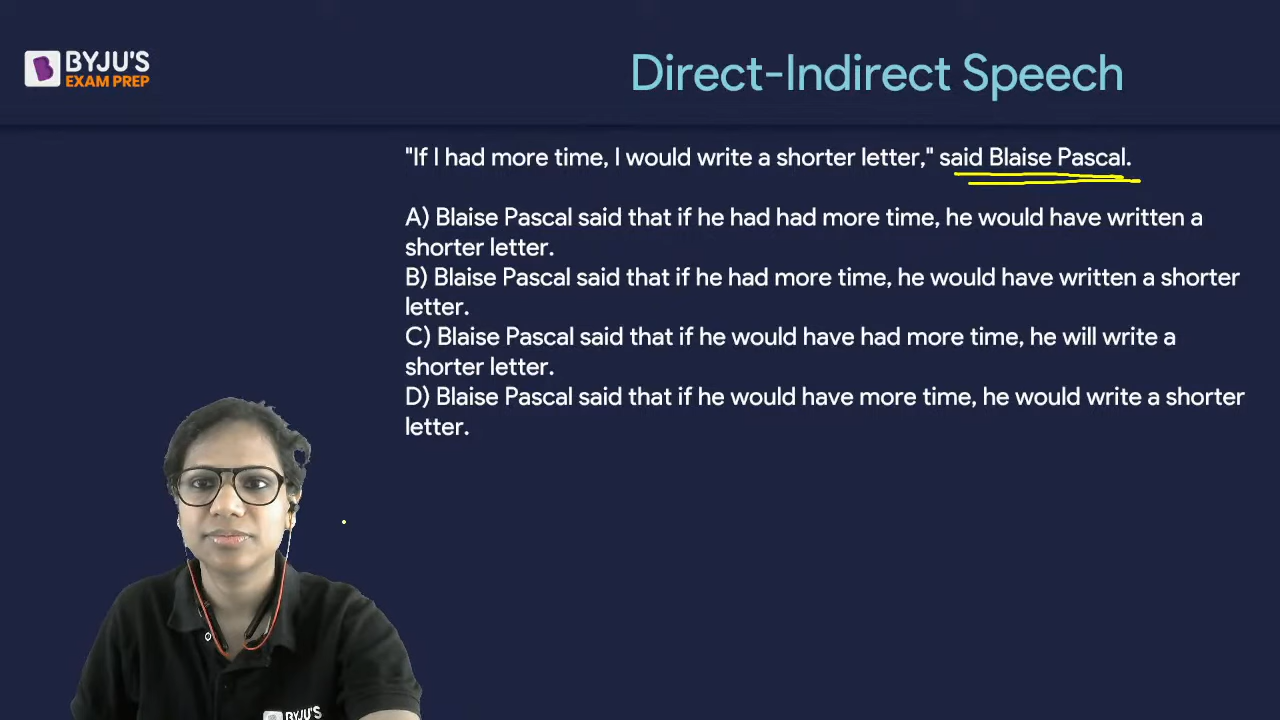 BYJU'S
EXAM PREP
Direct-Indirect Speech
"If I had more time, I would write a shorter letter," said Blaise Pascal.
A) Blaise Pascal said that if he had had more time, he would have written a
shorter letter.
B) Blaise Pascal said that if he had more time, he would have written a shorter
letter.
C) Blaise Pascal said that if he would have had more time, he will write a
shorter letter.
D) Blaise Pascal said that if he would have more time, he would write a shorter
letter.
BYJU'S